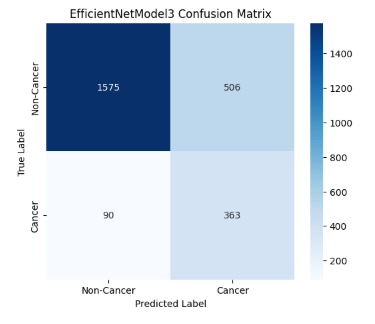 EfficientNetModel3 Confusion Matrix
True Label
Non-Cancer
1575
506
Cancer
90
363
Non-Cancer
Cancer
Predicted Label
1400
1200
1000
800
600
400
200